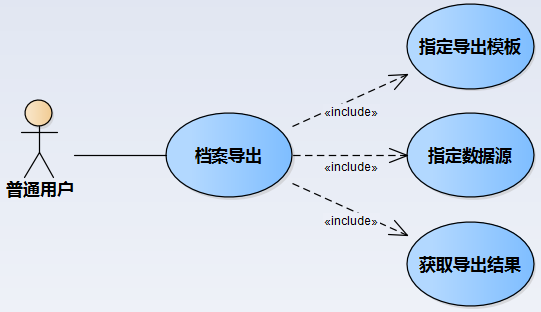 指定导出模板
«include»
普通用户
档案导出
«include»
指定数据源
«include»
获取导出结果